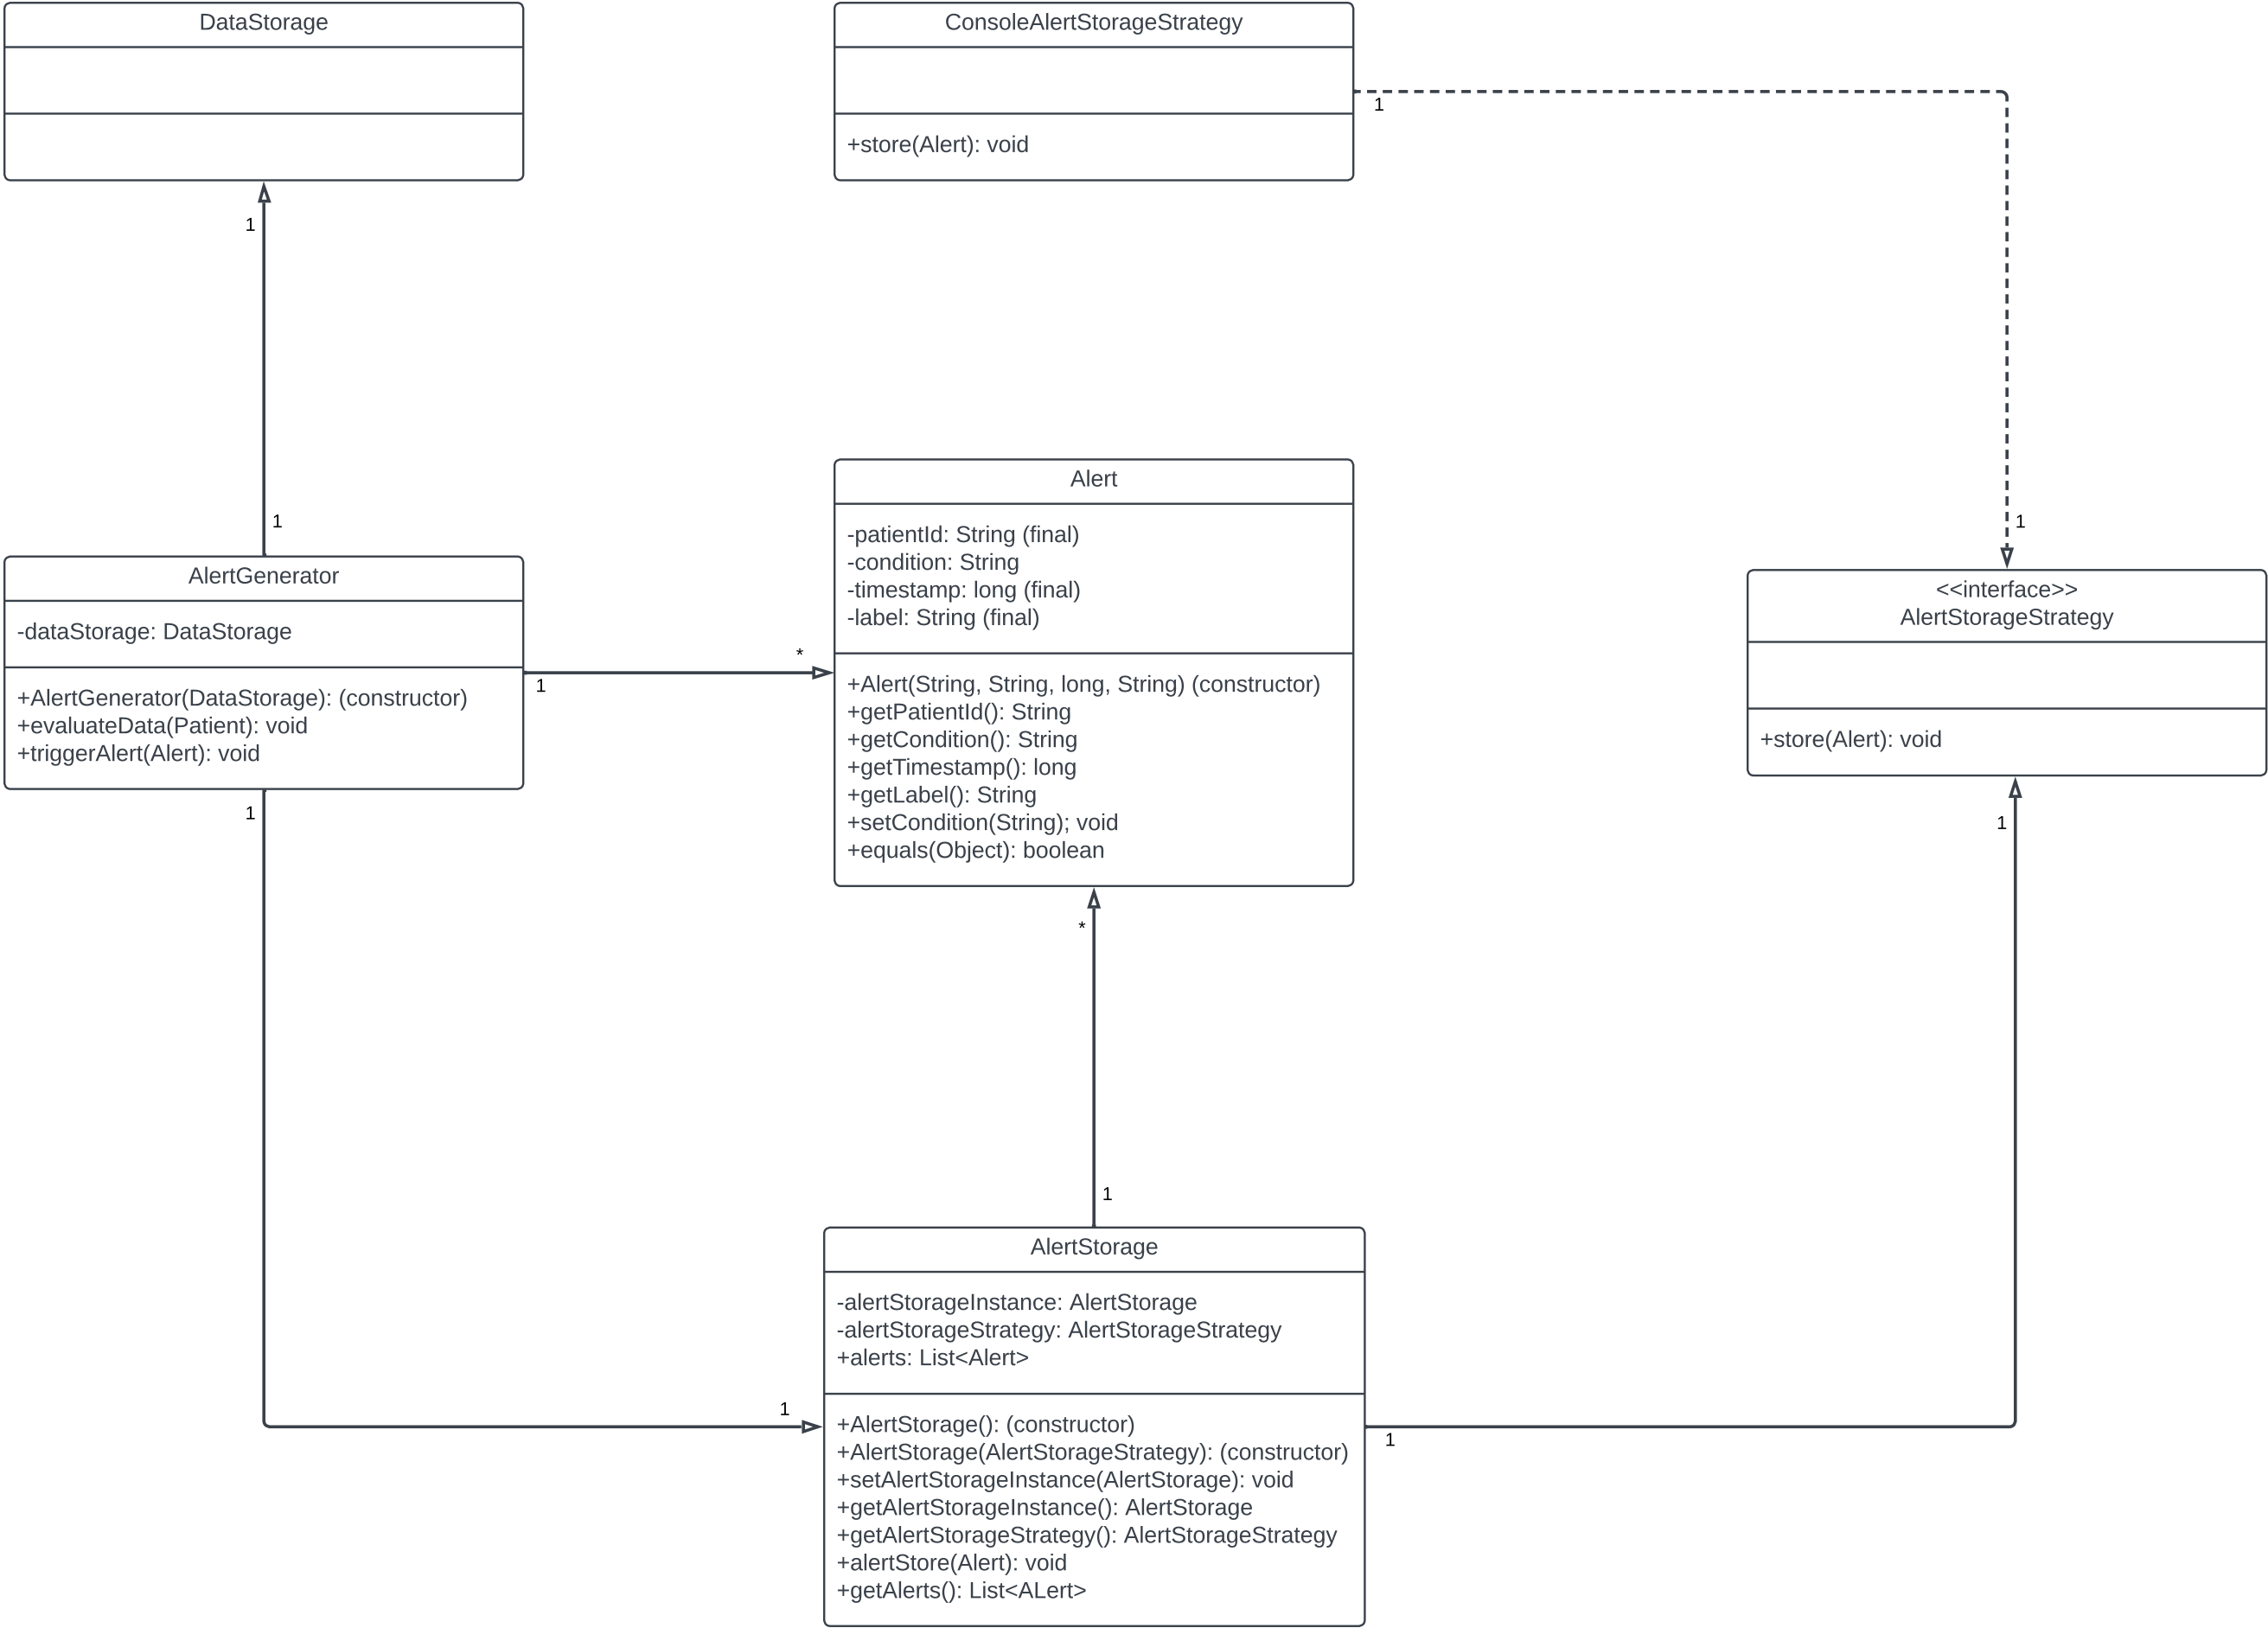 DataStorage
ConsoleAlertStorageStrategy
+store(Alert): void
1
1
1
1
1
AlertGenerator
-dataStorage: DataStorage
+AlertGenerator(DataStorage): (constructor)
+evaluateData(Patient): void
+triggerAlert(Alert): void
1
*
1
Alert
-patientId: String (final)
-condition: String
-timestamp: long (final)
-label: String (final)
+Alert(String, String, long, String) (constructor)
+getPatientId(): String
+getCondition(): String
+getTimestamp(): long
+getLabel(): String
+setCondition(String); void
+equals(Object): boolean
<<interface>>
AlertStorageStrategy
+store(Alert): void
1
*
1
1
AlertStorage
-alertStorageInstance: AlertStorage
-alertStorageStrategy: AlertStorageStrategy
+alerts: List<Alert>
+AlertStorage(): (constructor)
+AlertStorage(AlertStorageStrategy): (constructor)
+setAlertStorageInstance(AlertStorage): void
+getAlertStorageInstance(): AlertStorage
+getAlertStorageStrategy(): AlertStorageStrategy
+alertStore(Alert): void
+getAlerts(): List<ALert>
1